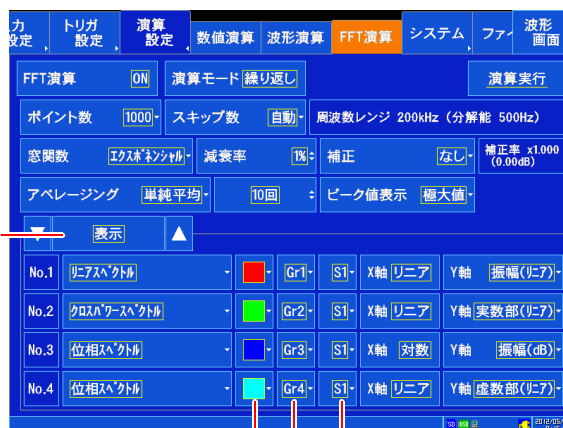 力
設定
トリガ
設定
演算
設定
数値演算
波形演算
FFT演算
システム
ファイ
波形
画面
FFT演算 ON 演算モード 繰り返し 演算実行
ポイント数 1000 スキップ数 自動 周波数レンジ 200kHz (分解能 500Hz)
窓関数 エクスポネンシャル 減衰率 1% 補正 なし 補正率 x1.000
(0.00dB)
アベレージング 単純平均 10回 ピーク値表示 極大値
表示
No.1 リニアスペクトル Gr1 S1 X軸 リニア Y軸 振幅(リニア)
No.2 クロスパワースペクトル Gr2 S1 X軸 リニア Y軸 実数部(リニア)
No.3 位相スペクトル Gr3 S1 X軸 対数 Y軸 振幅(dB)
No.4 位相スペクトル Gr4 S1 X軸 リニア Y軸 虚数部(リニア)
SD USB 2012/05/